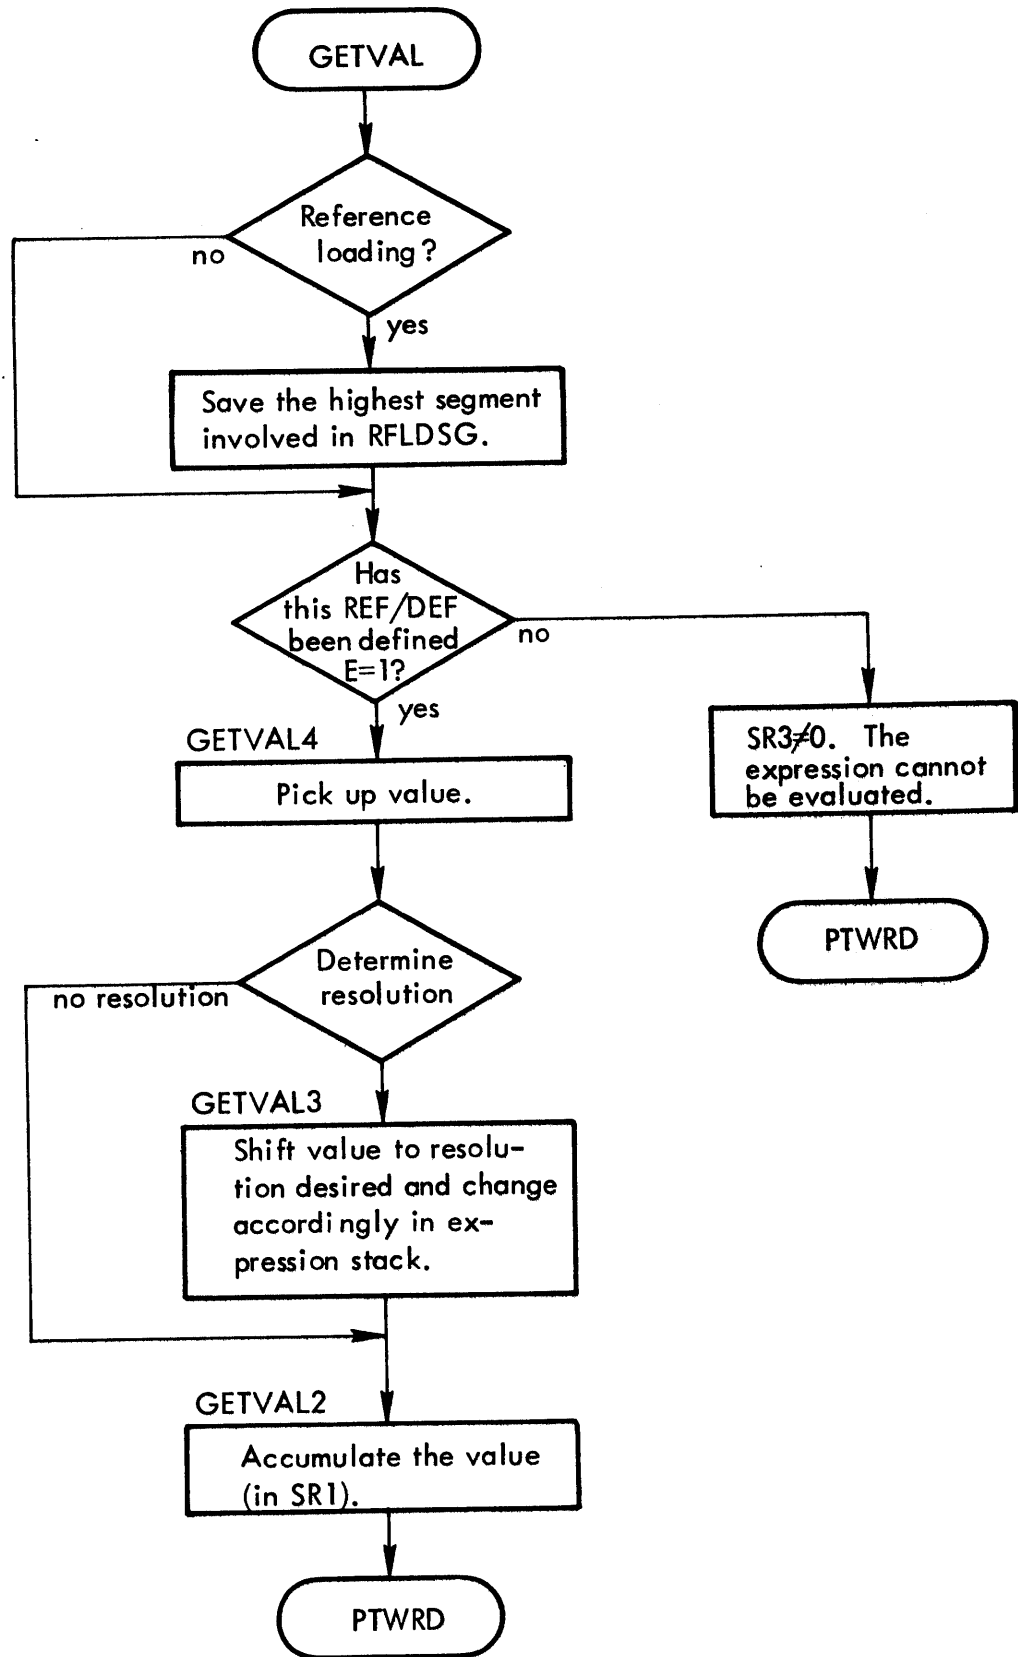 GETVAL
Reference
loading?
no
yes
Save the highest segment
involved in RFLDSG.
Has
this REF/DEF
been defined
E=1?
no
yes
SR3≠0. The
expression cannot
be evaluated.
GETVAL4
Pick up value.
PTWRD
Determine
resolution
no resolution
GETVAL3
Shift value to resolu-
tion desired and change
accordingly in ex-
pression stack.
GETVAL2
Accumulate the value
(in SR1).
PTWRD